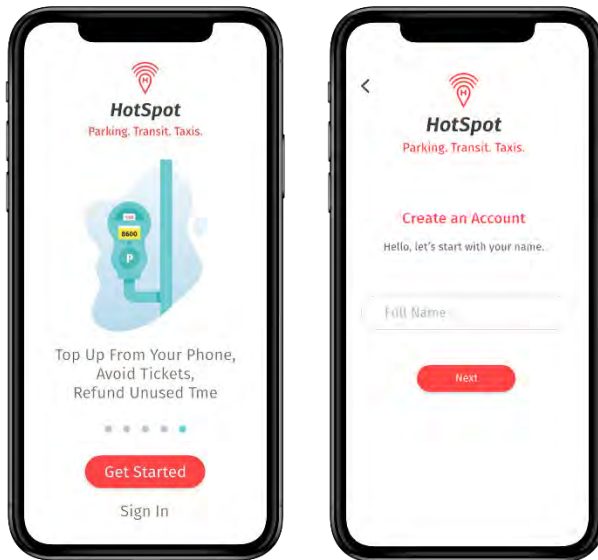 H
HotSpot
Parking. Transit. Taxis.
8600
P
Top Up From Your Phone,
Avoid Tickets,
Refund Unused Tme
Get Started
Sign In
H
HotSpot
Parking. Transit. Taxis.
Create an Account
Hello, let's start with your name.
Full Name
Next